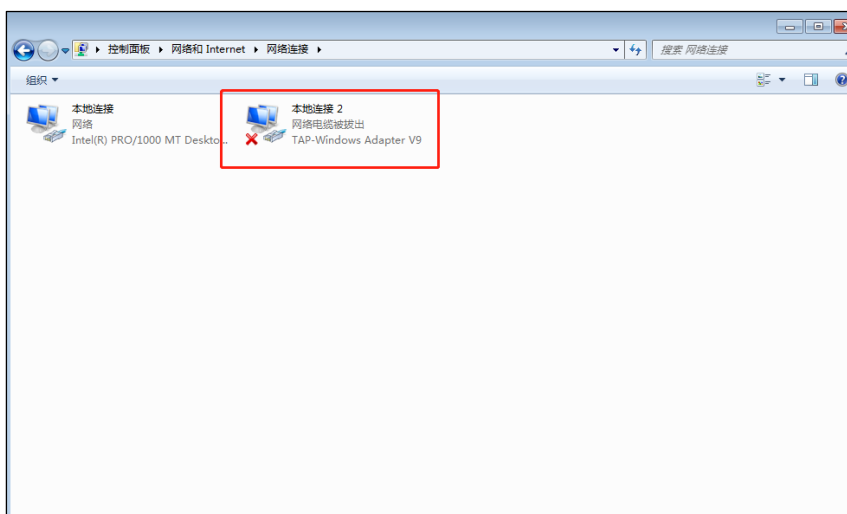 控制面板 网络和 Internet 网络连接
搜索 网络连接
组织
本地连接
网络
Intel(R) PRO/1000 MT Deskto...
本地连接 2
网络电缆被拔出
TAP-Windows Adapter V9